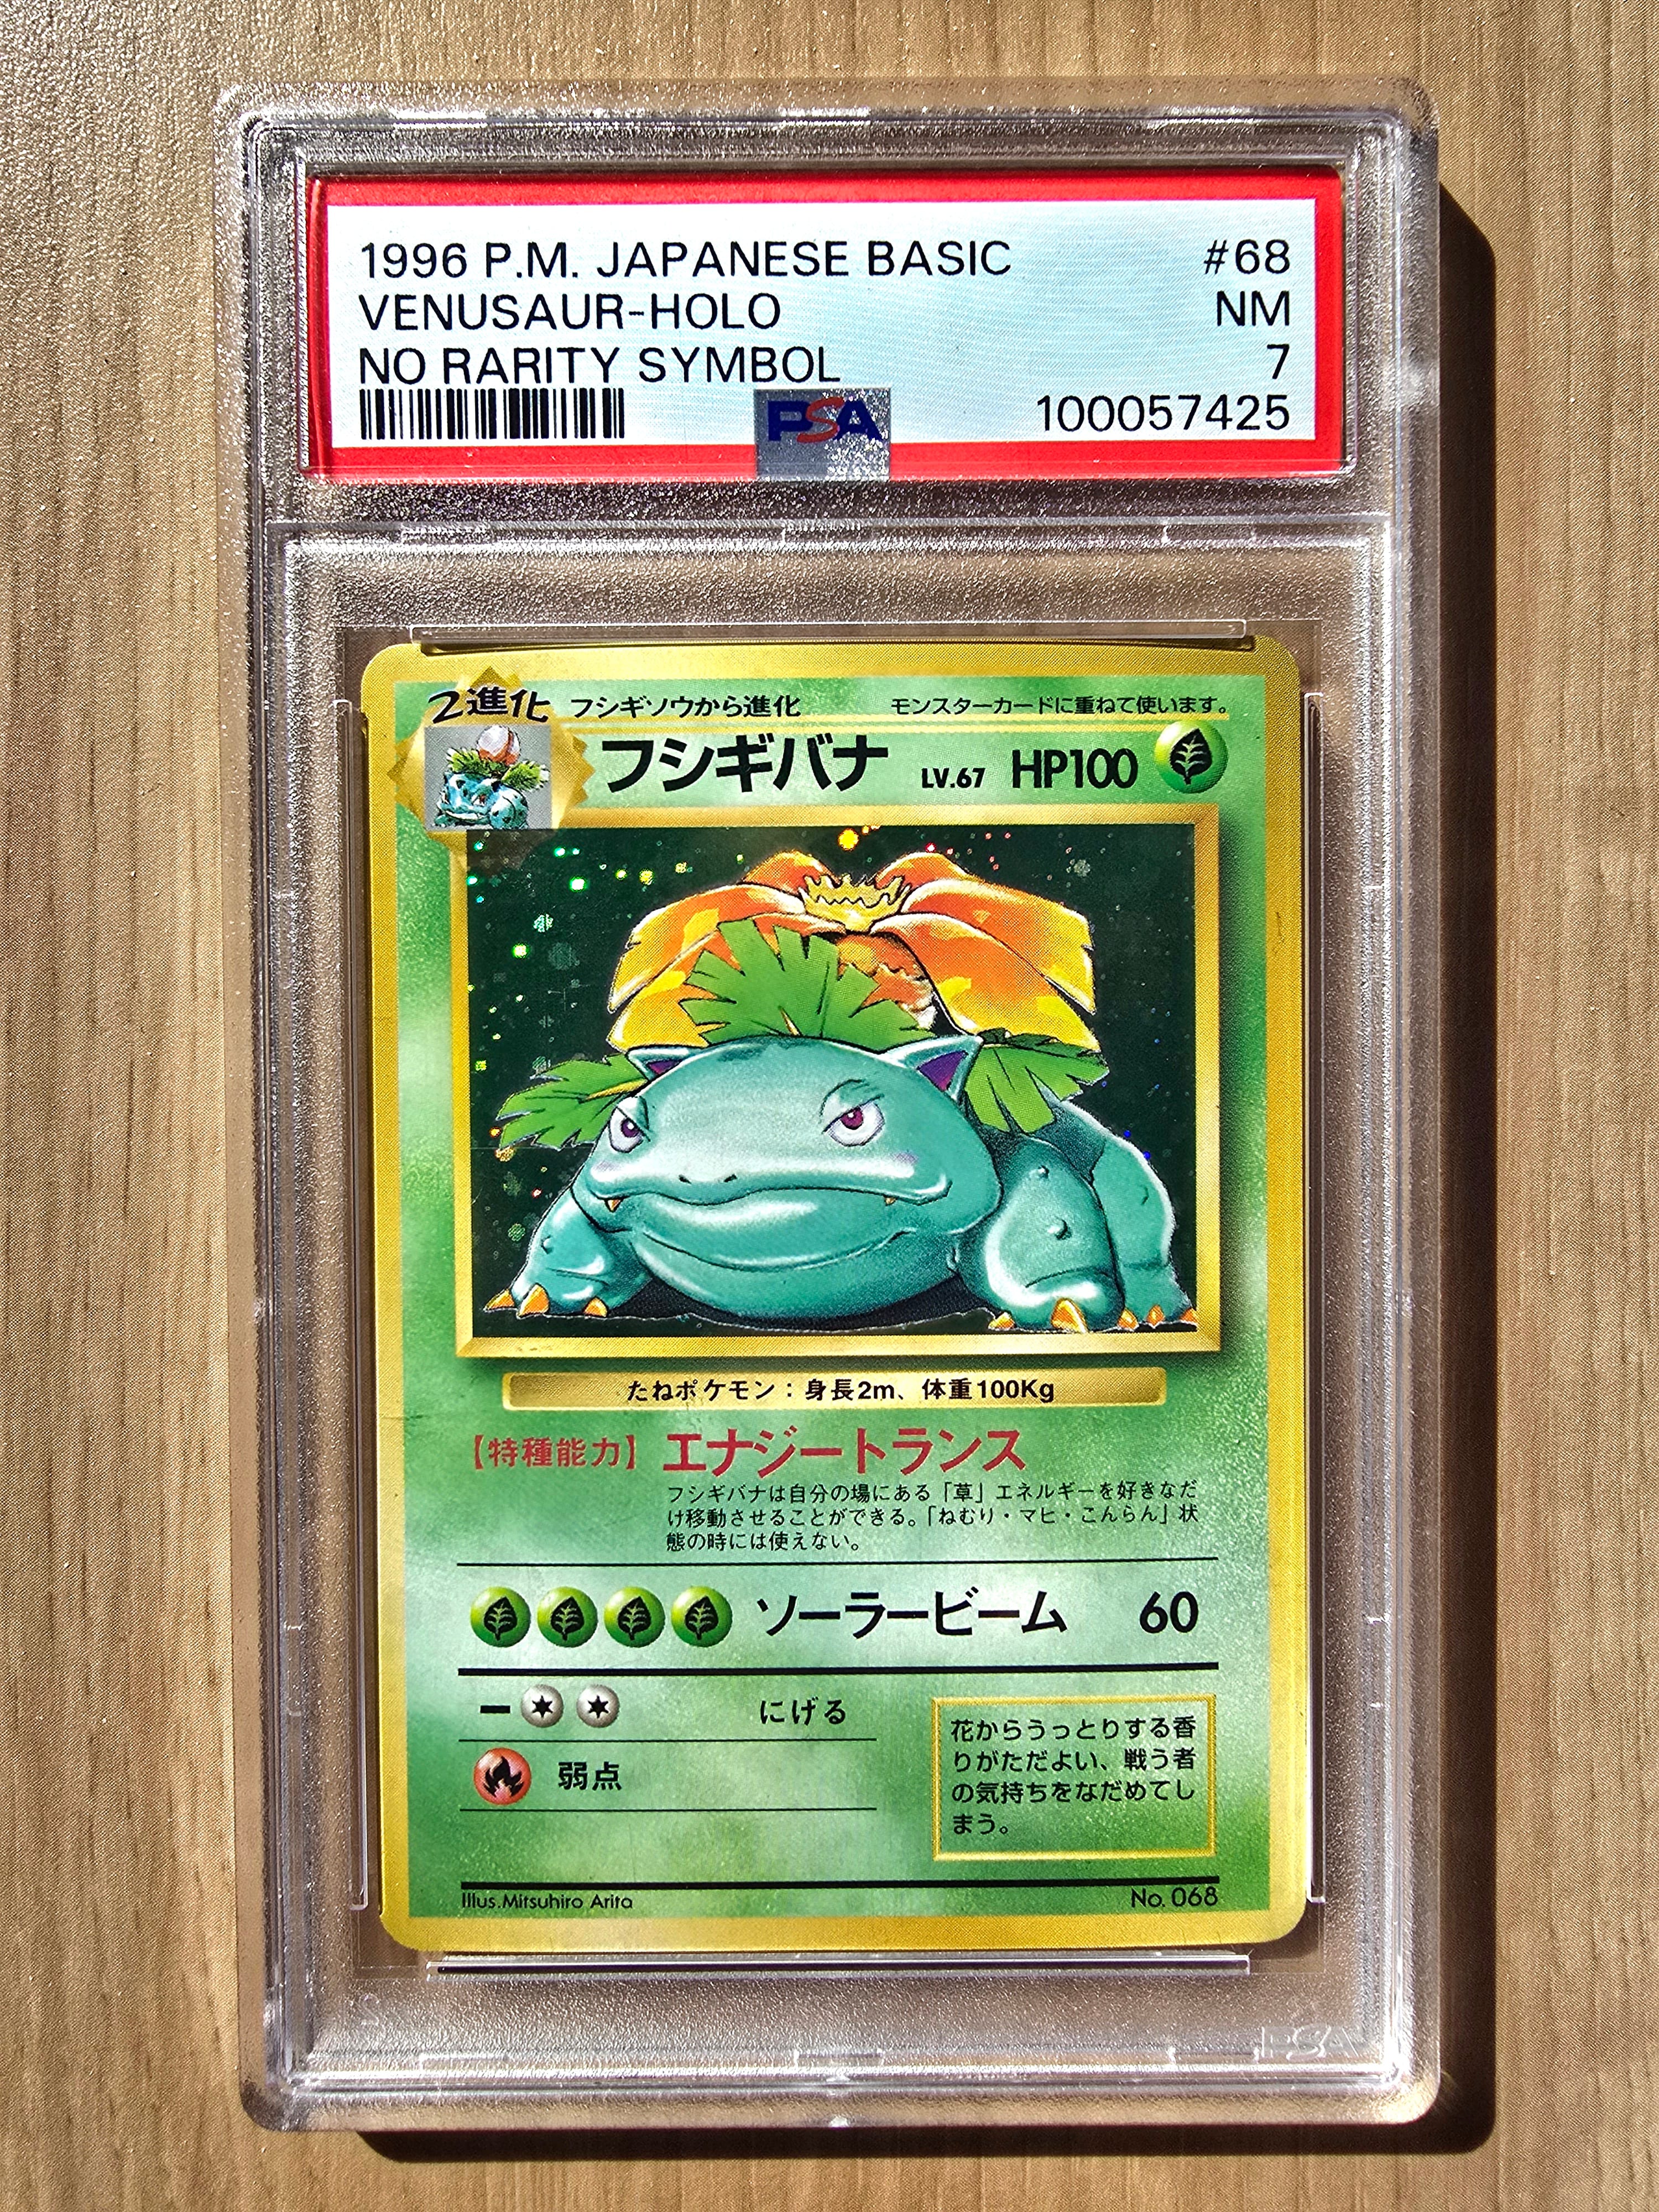 1996 P.M. JAPANESE BASIC #68
VENUSAUR-HOLO NM
NO RARITY SYMBOL 7
PSA 100057425
2進化 フシギソウから進化 モンスターカードに重ねて使います。
フシギバナ LV.67 HP100
たねポケモン：身長2m、体重100Kg
【特種能力】エナジートランス
フシギバナは自分の場にある「草」エネルギーを好きなだ
け移動させることができる。「ねむり・マヒ・こんらん」状
態の時には使えない。
ソーラービーム 60
ー にげる
弱点
花からうっとりする香
りがただよい、戦う者
の気持ちをなだめてし
まう。
Illus.Mitsuhiro Arita No. 068
PSA